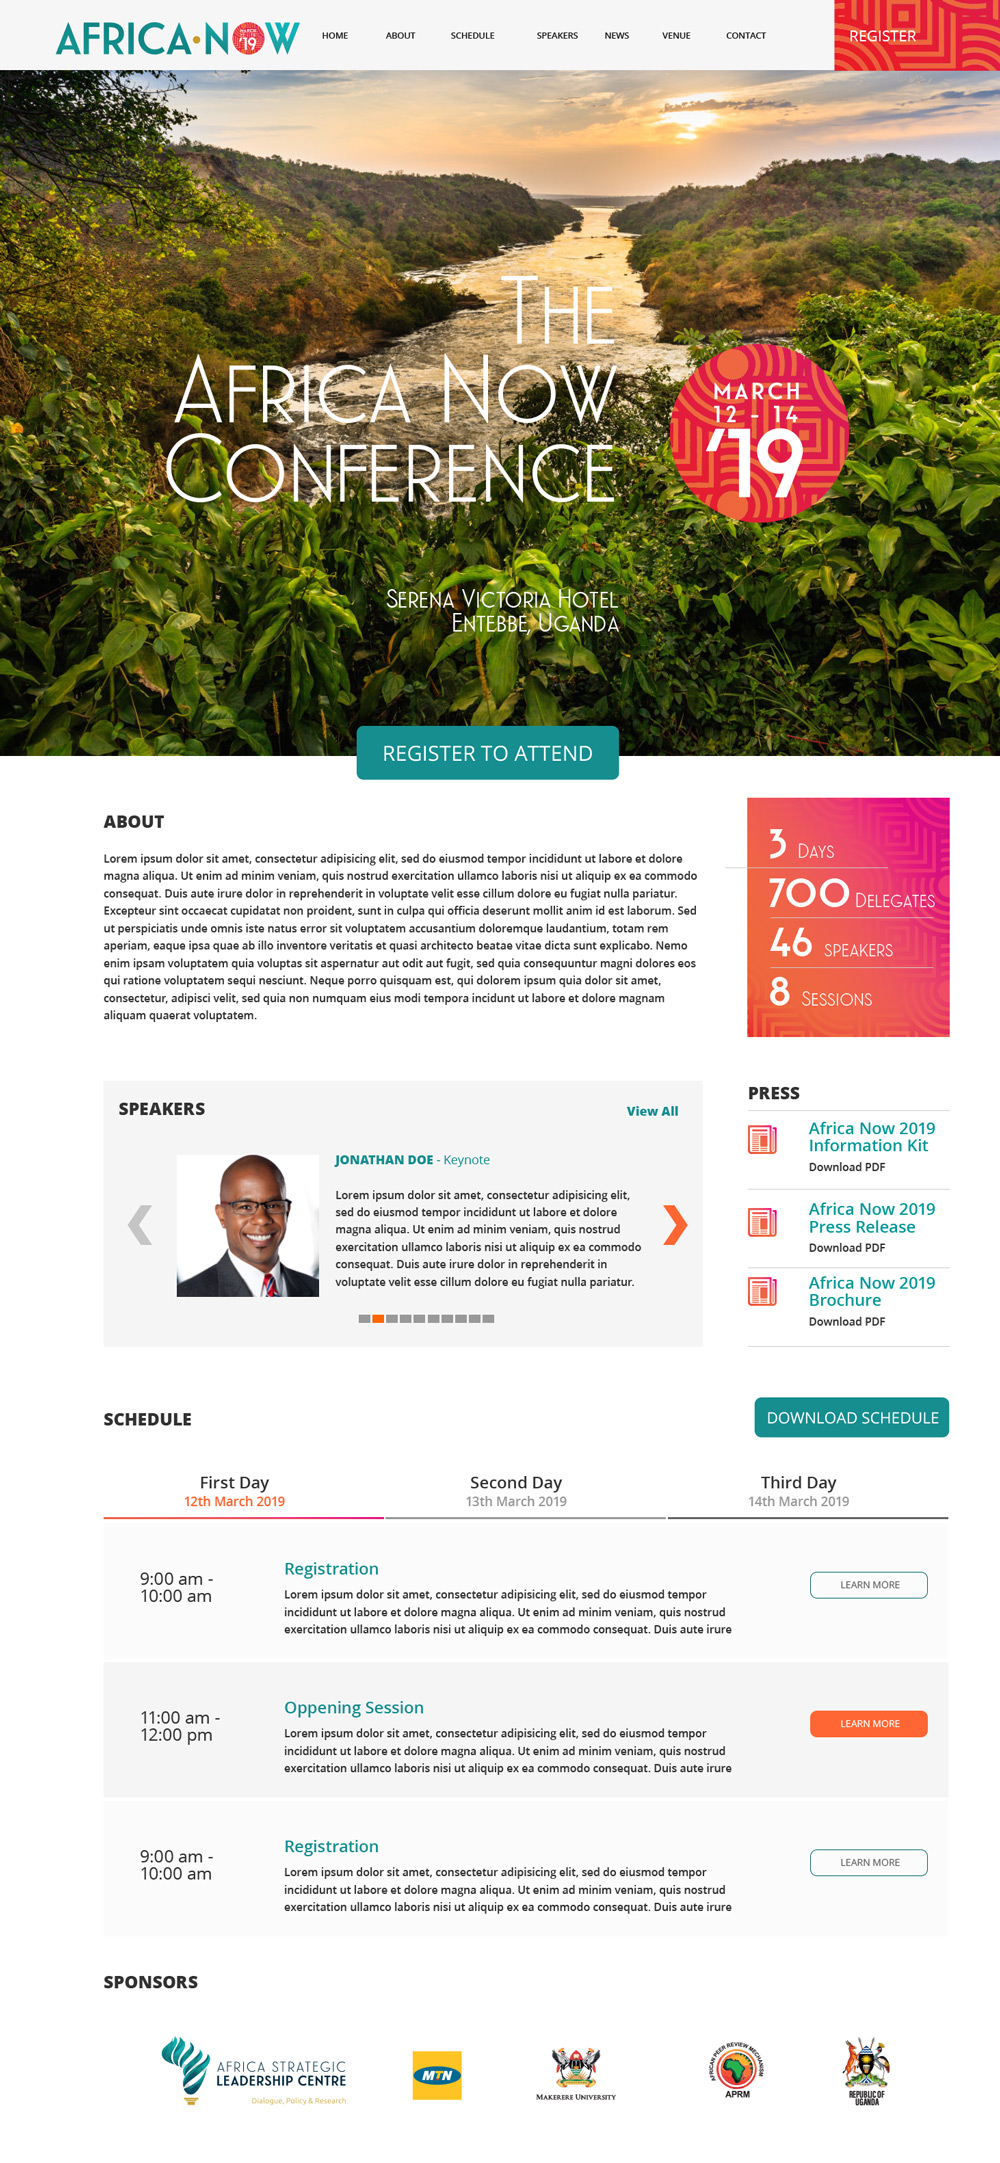 AFRICA·NOW
MARCH
12 - 14
'19
HOME
ABOUT
SCHEDULE
SPEAKERS
NEWS
VENUE
CONTACT
REGISTER
The
Africa Now
Conference
MARCH
12 - 14
'19
Serena Victoria Hotel
Entebbe, Uganda
REGISTER TO ATTEND
ABOUT
Lorem ipsum dolor sit amet, consectetur adipisicing elit, sed do eiusmod tempor incididunt ut labore et dolore
magna aliqua. Ut enim ad minim veniam, quis nostrud exercitation ullamco laboris nisi ut aliquip ex ea commodo
consequat. Duis aute irure dolor in reprehenderit in voluptate velit esse cillum dolore eu fugiat nulla pariatur.
Excepteur sint occaecat cupidatat non proident, sunt in culpa qui officia deserunt mollit anim id est laborum. Sed
ut perspiciatis unde omnis iste natus error sit voluptatem accusantium doloremque laudantium, totam rem
aperiam, eaque ipsa quae ab illo inventore veritatis et quasi architecto beatae vitae dicta sunt explicabo. Nemo
enim ipsam voluptatem quia voluptas sit aspernatur aut odit aut fugit, sed quia consequuntur magni dolores eos
qui ratione voluptatem sequi nesciunt. Neque porro quisquam est, qui dolorem ipsum quia dolor sit amet,
consectetur, adipisci velit, sed quia non numquam eius modi tempora incidunt ut labore et dolore magnam
aliquam quaerat voluptatem.
3 Days
700 Delegates
46 speakers
8 Sessions
SPEAKERS
View All
JONATHAN DOE - Keynote
Lorem ipsum dolor sit amet, consectetur adipisicing elit,
sed do eiusmod tempor incididunt ut labore et dolore
magna aliqua. Ut enim ad minim veniam, quis nostrud
exercitation ullamco laboris nisi ut aliquip ex ea commodo
consequat. Duis aute irure dolor in reprehenderit in
voluptate velit esse cillum dolore eu fugiat nulla pariatur.
PRESS
Africa Now 2019
Information Kit
Download PDF
Africa Now 2019
Press Release
Download PDF
Africa Now 2019
Brochure
Download PDF
SCHEDULE
DOWNLOAD SCHEDULE
First Day
12th March 2019
Second Day
13th March 2019
Third Day
14th March 2019
9:00 am -
10:00 am
Registration
Lorem ipsum dolor sit amet, consectetur adipisicing elit, sed do eiusmod tempor
incididunt ut labore et dolore magna aliqua. Ut enim ad minim veniam, quis nostrud
exercitation ullamco laboris nisi ut aliquip ex ea commodo consequat. Duis aute irure
LEARN MORE
11:00 am -
12:00 pm
Oppening Session
Lorem ipsum dolor sit amet, consectetur adipisicing elit, sed do eiusmod tempor
incididunt ut labore et dolore magna aliqua. Ut enim ad minim veniam, quis nostrud
exercitation ullamco laboris nisi ut aliquip ex ea commodo consequat. Duis aute irure
LEARN MORE
9:00 am -
10:00 am
Registration
Lorem ipsum dolor sit amet, consectetur adipisicing elit, sed do eiusmod tempor
incididunt ut labore et dolore magna aliqua. Ut enim ad minim veniam, quis nostrud
exercitation ullamco laboris nisi ut aliquip ex ea commodo consequat. Duis aute irure
LEARN MORE
SPONSORS
AFRICA STRATEGIC
LEADERSHIP CENTRE
Dialogue, Policy & Research
MTN
MAKERERE UNIVERSITY
AFRICAN PEER REVIEW MECHANISM
APRM
REPUBLIC OF
UGANDA